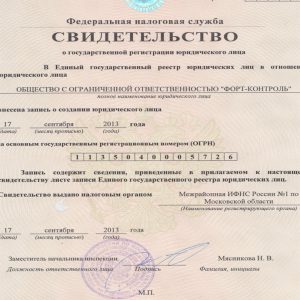 Федеральная налоговая служба
СВИДЕТЕЛЬСТВО
о государственной регистрации юридического лица
В Единый государственный реестр юридических лиц в отношен
юридического лица
ОБЩЕСТВО С ОГРАНИЧЕННОЙ ОТВЕТСТВЕННОСТЬЮ "ФОРТ-КОНТРОЛЬ"
полное наименование юридического лица
внесена запись о создании юридического лица
17 сентября 2013 года
(дата) (месяц прописью) (год)
за основным государственным регистрационным номером (ОГРН)
1 1 3 5 0 4 0 0 0 5 7 2 6
Запись содержит сведения, приведенные в прилагаемом к настояще
свидетельству листе записи Единого государственного реестра юридических лиц.
Свидетельство выдано налоговым органом
Межрайонная ИФНС России №1 по
Московской области
(Наименование регистрирующего органа)
17 сентября 2013 года
(дата) (месяц прописью) (год)
Заместитель начальника инспекции
Мясникова Н. В.
Должность ответственного лица Подпись Фамилия, инициалы
М.П.